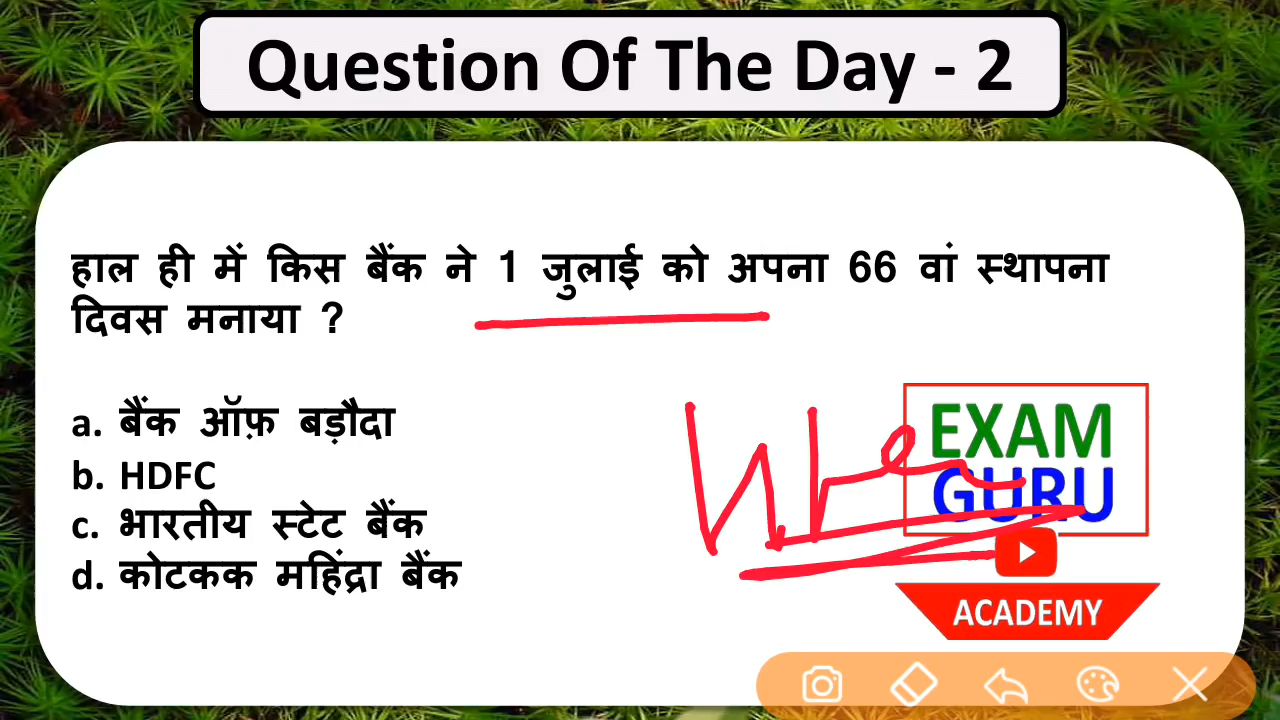 Question Of The Day - 2
हाल ही में किस बैंक ने 1 जुलाई को अपना 66 वां स्थापना
दिवस मनाया ?
a. बैंक ऑफ़ बड़ौदा
b. HDFC
c. भारतीय स्टेट बैंक
d. कोटकक महिंद्रा बैंक
EXAM
GURU
ACADEMY